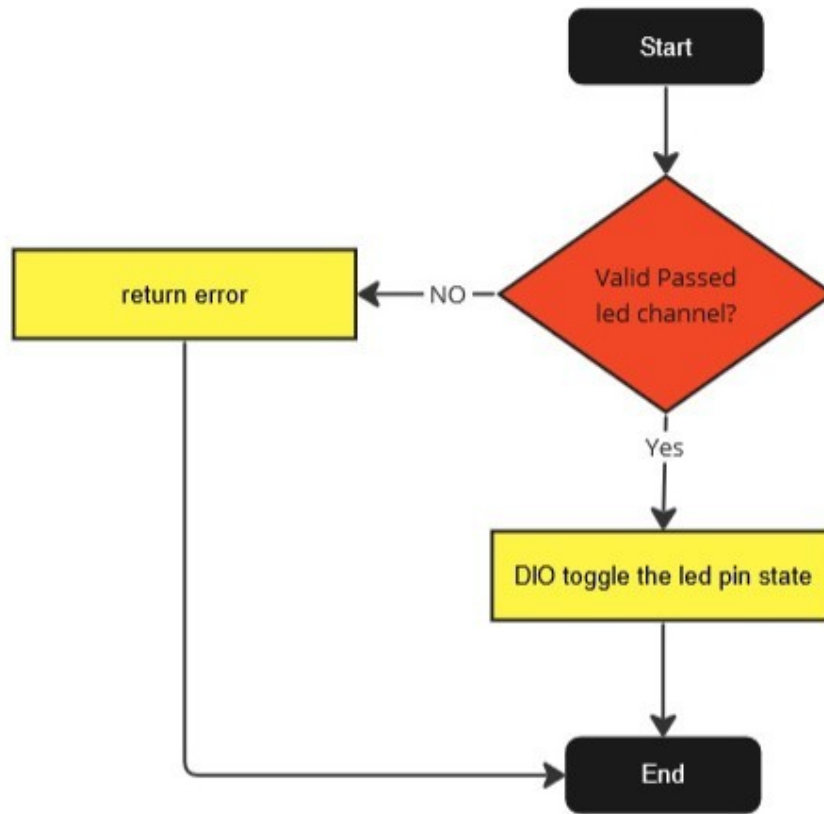 Start
Valid Passed
led channel?
NO
return error
Yes
DIO toggle the led pin state
End